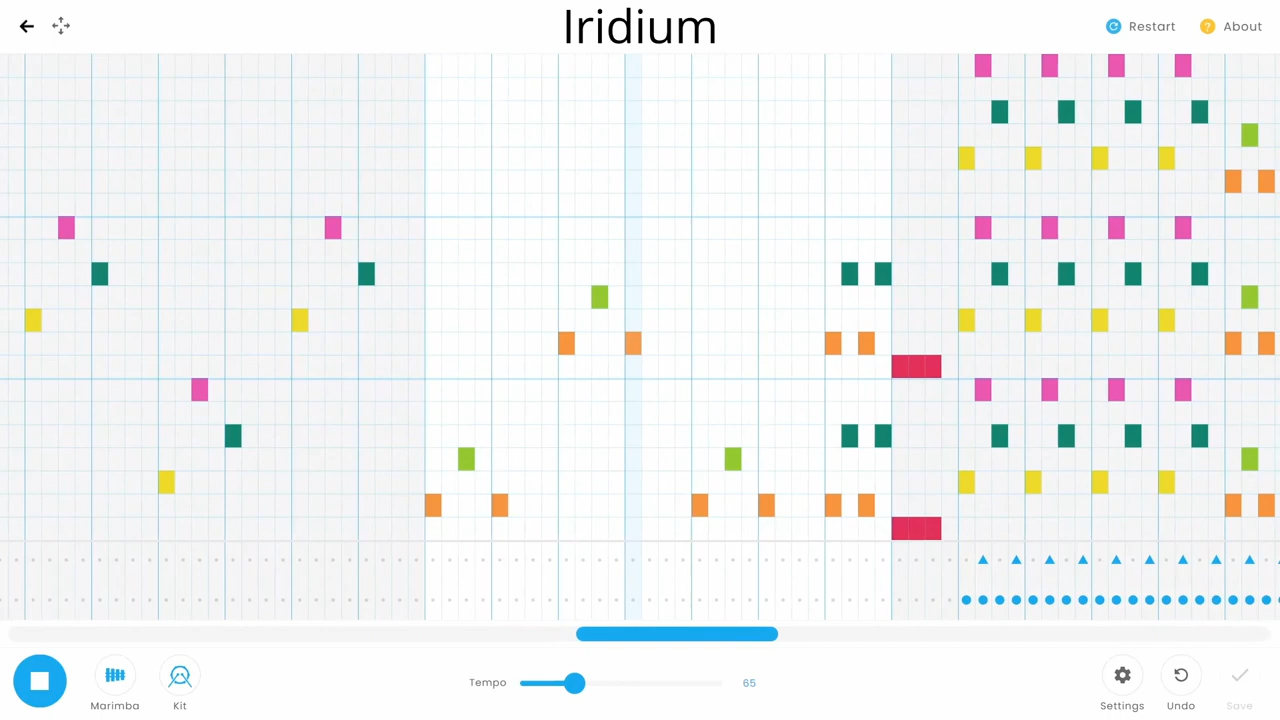 Iridium
Restart
? About
Tempo
65
Marimba
Kit
Settings
Undo
Save